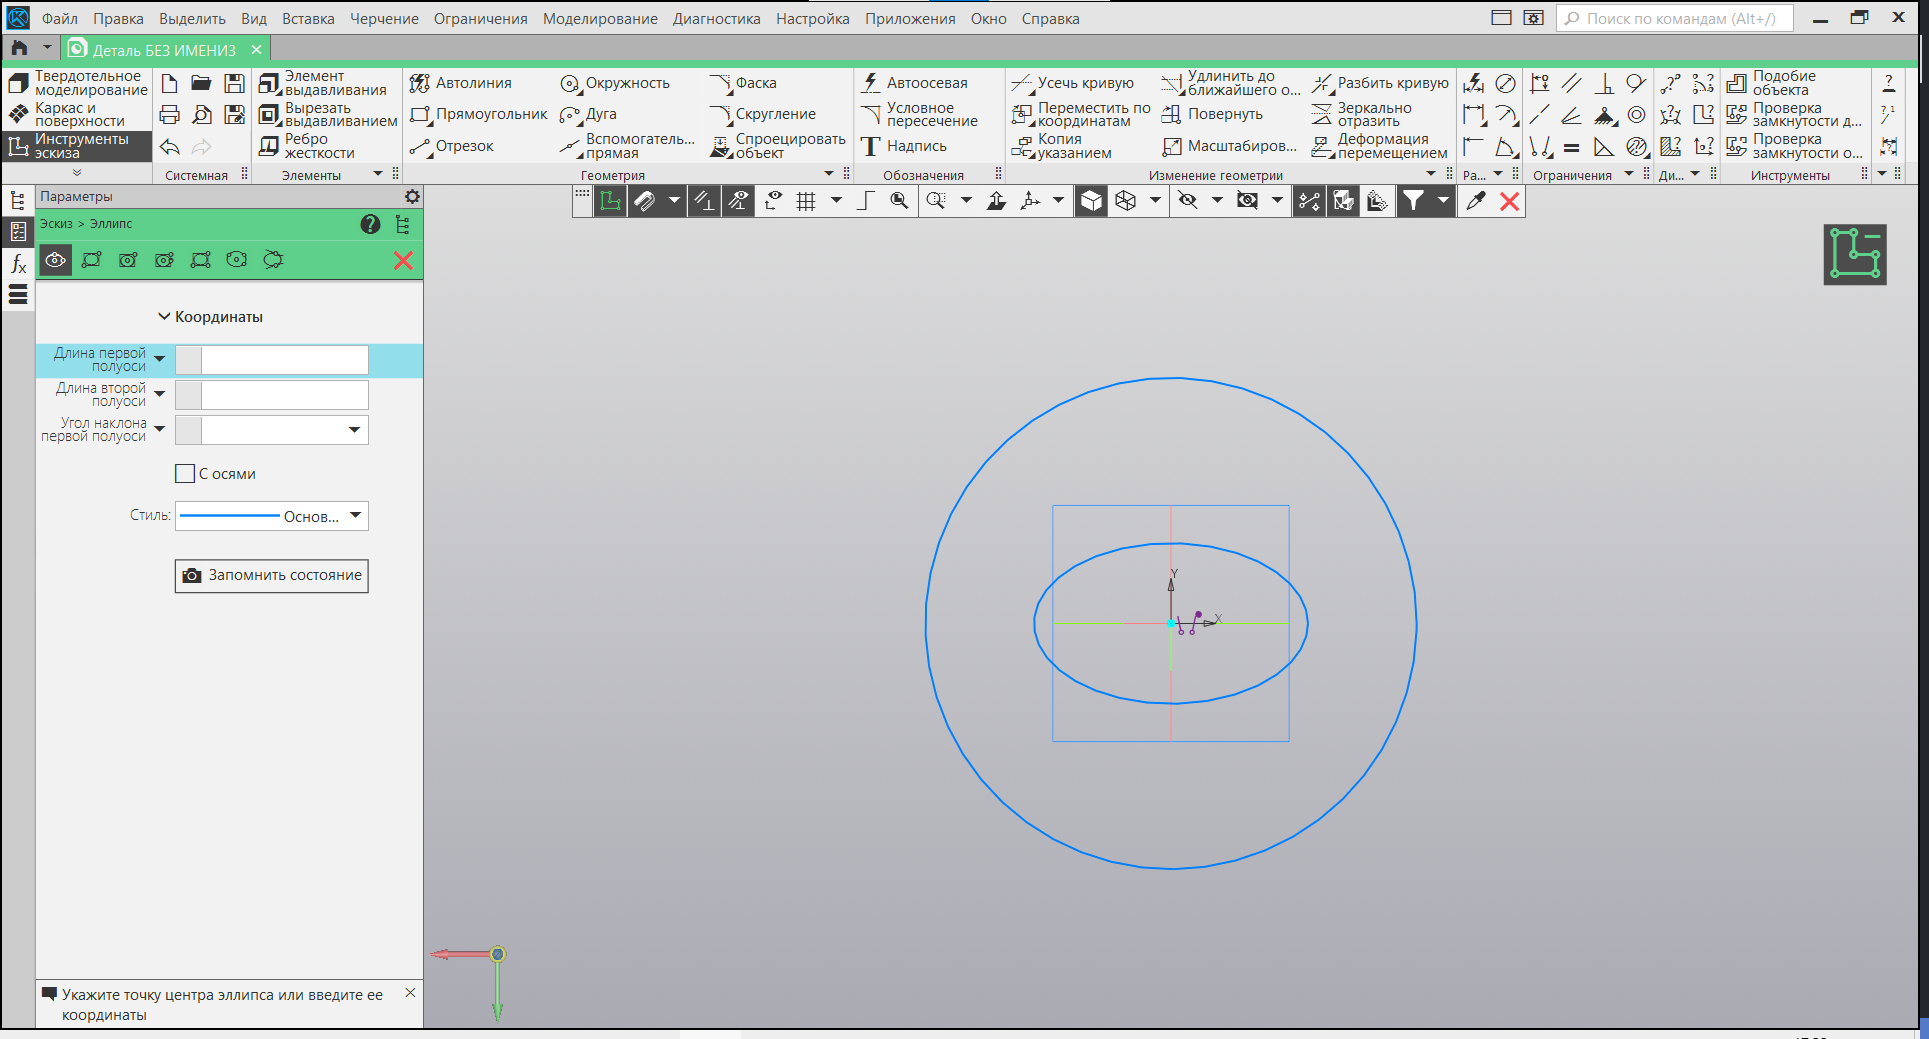 Файл Правка Выделить Вид Вставка Черчение Ограничения Моделирование Диагностика Настройка Приложения Окно Справка
Поиск по командам (Alt+/)
Деталь БЕЗ ИМЕНИ3
Твердотельное
моделирование
Каркас и
поверхности
Инструменты
эскиза
Системная
Элемент
выдавливания
Вырезать
выдавливанием
Ребро
жесткости
Элементы
Автолиния
Прямоугольник
Отрезок
Окружность
Дуга
Вспомогатель...
прямая
Фаска
Скругление
Спроецировать
объект
Геометрия
Автоосевая
Условное
пересечение
Надпись
Обозначения
Усечь кривую
Переместить по
координатам
Копия
указанием
Удлинить до
ближайшего о...
Повернуть
Масштабиров...
Разбить кривую
Зеркально
отразить
Деформация
перемещением
Изменение геометрии
Ра...
Ограничения
Ди...
Подобие
объекта
Проверка
замкнутости д...
Проверка
замкнутости о...
Инструменты
Параметры
Эскиз > Эллипс
Координаты
Длина первой
полуоси
Длина второй
полуоси
Угол наклона
первой полуоси
С осями
Стиль: Основ...
Запомнить состояние
Y
X
Укажите точку центра эллипса или введите ее
координаты